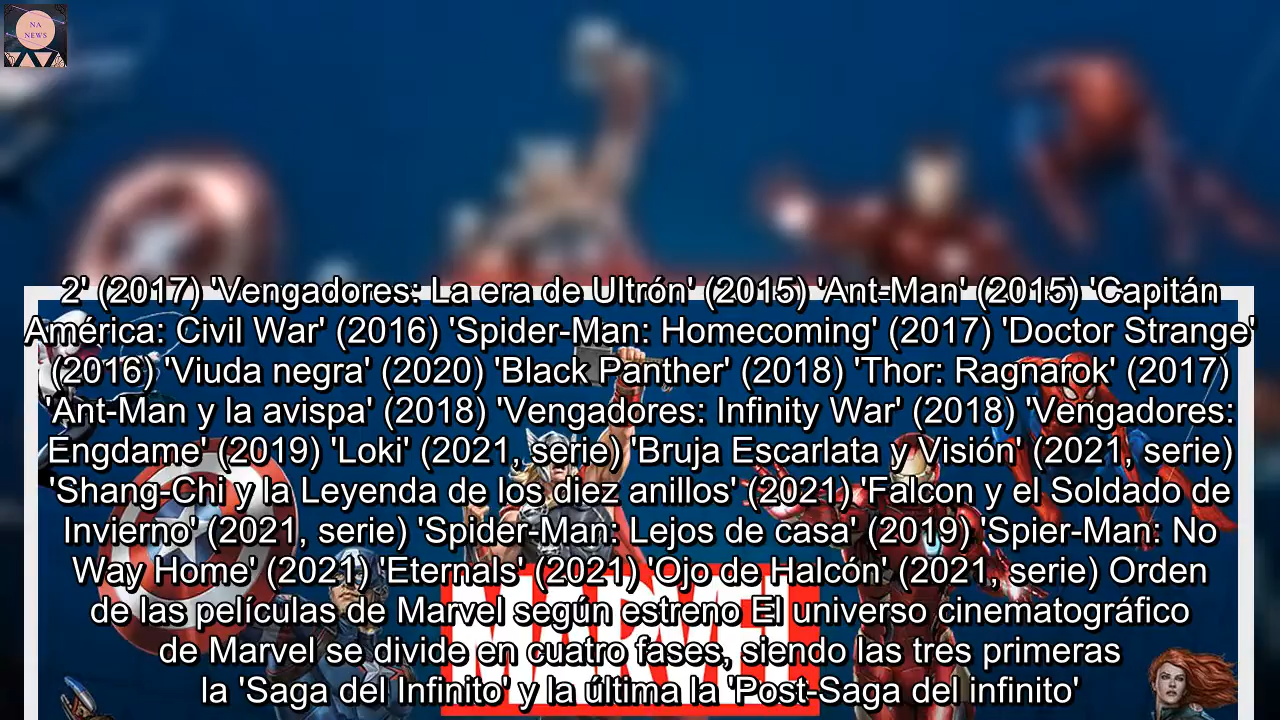 NA
NEWS
2' (2017) 'Vengadores: La era de Ultrón' (2015) 'Ant-Man' (2015) 'Capitán
América: Civil War' (2016) 'Spider-Man: Homecoming' (2017) 'Doctor Strange'
(2016) 'Viuda negra' (2020) 'Black Panther' (2018) 'Thor: Ragnarok' (2017)
'Ant-Man y la avispa' (2018) 'Vengadores: Infinity War' (2018) 'Vengadores:
Engdame' (2019) 'Loki' (2021, serie) 'Bruja Escarlata y Visión' (2021, serie)
'Shang-Chi y la Leyenda de los diez anillos' (2021) 'Falcon y el Soldado de
Invierno' (2021, serie) 'Spider-Man: Lejos de casa' (2019) 'Spier-Man: No
Way Home' (2021) 'Eternals' (2021) 'Ojo de Halcón' (2021, serie) Orden
de las películas de Marvel según estreno El universo cinematográfico
de Marvel se divide en cuatro fases, siendo las tres primeras
la 'Saga del Infinito' y la última la 'Post-Saga del infinito'
MARVEL